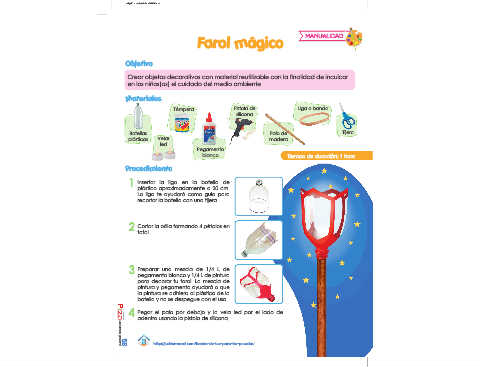 MANUALIDAD
Farol mágico
Objetivo
Crear objetos decorativos con material reutilizable con la finalidad de inculcar
en los niños(as) el cuidado del medio ambiente
Materiales
Botellas
plásticas
Velas
led
Témpera
Pegamento
blanco
Pistola de
silicona
Palo de
madera
Liga o banda
Tijera
Tiempo de duración: 1 hora
Procedimiento
1 Insertar la liga en la botella de
plástico aproximadamente a 20 cm.
La liga te ayudará como guía para
recortar la botella con una tijera
2 Cortar la orilla formando 4 pétalos en
total
3 Preparar una mezcla de 1/4 L de
pegamento blanco y 1/4 L de pintura
para decorar tu farol. La mezcla de
pintura y pegamento ayudará a que
la pintura se adhiera al plástico de la
botella y no se despegue con el uso
4 Pegar el palo por debajo y la vela led por el lado de
adentro usando la pistola de silicona